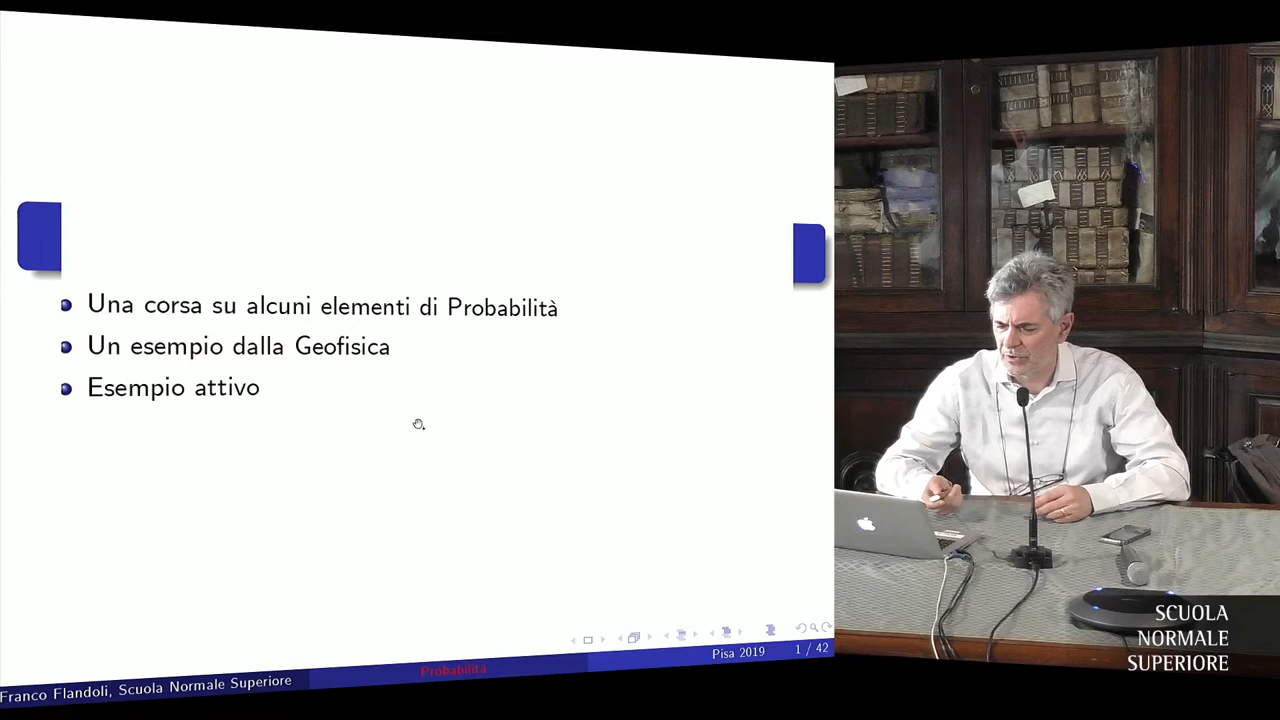 Una corsa su alcuni elementi di Probabilità
Un esempio dalla Geofisica
Esempio attivo
Franco Flandoli, Scuola Normale Superiore
Probabilità
Pisa 2019
1 / 42
SCUOLA
NORMALE
SUPERIORE